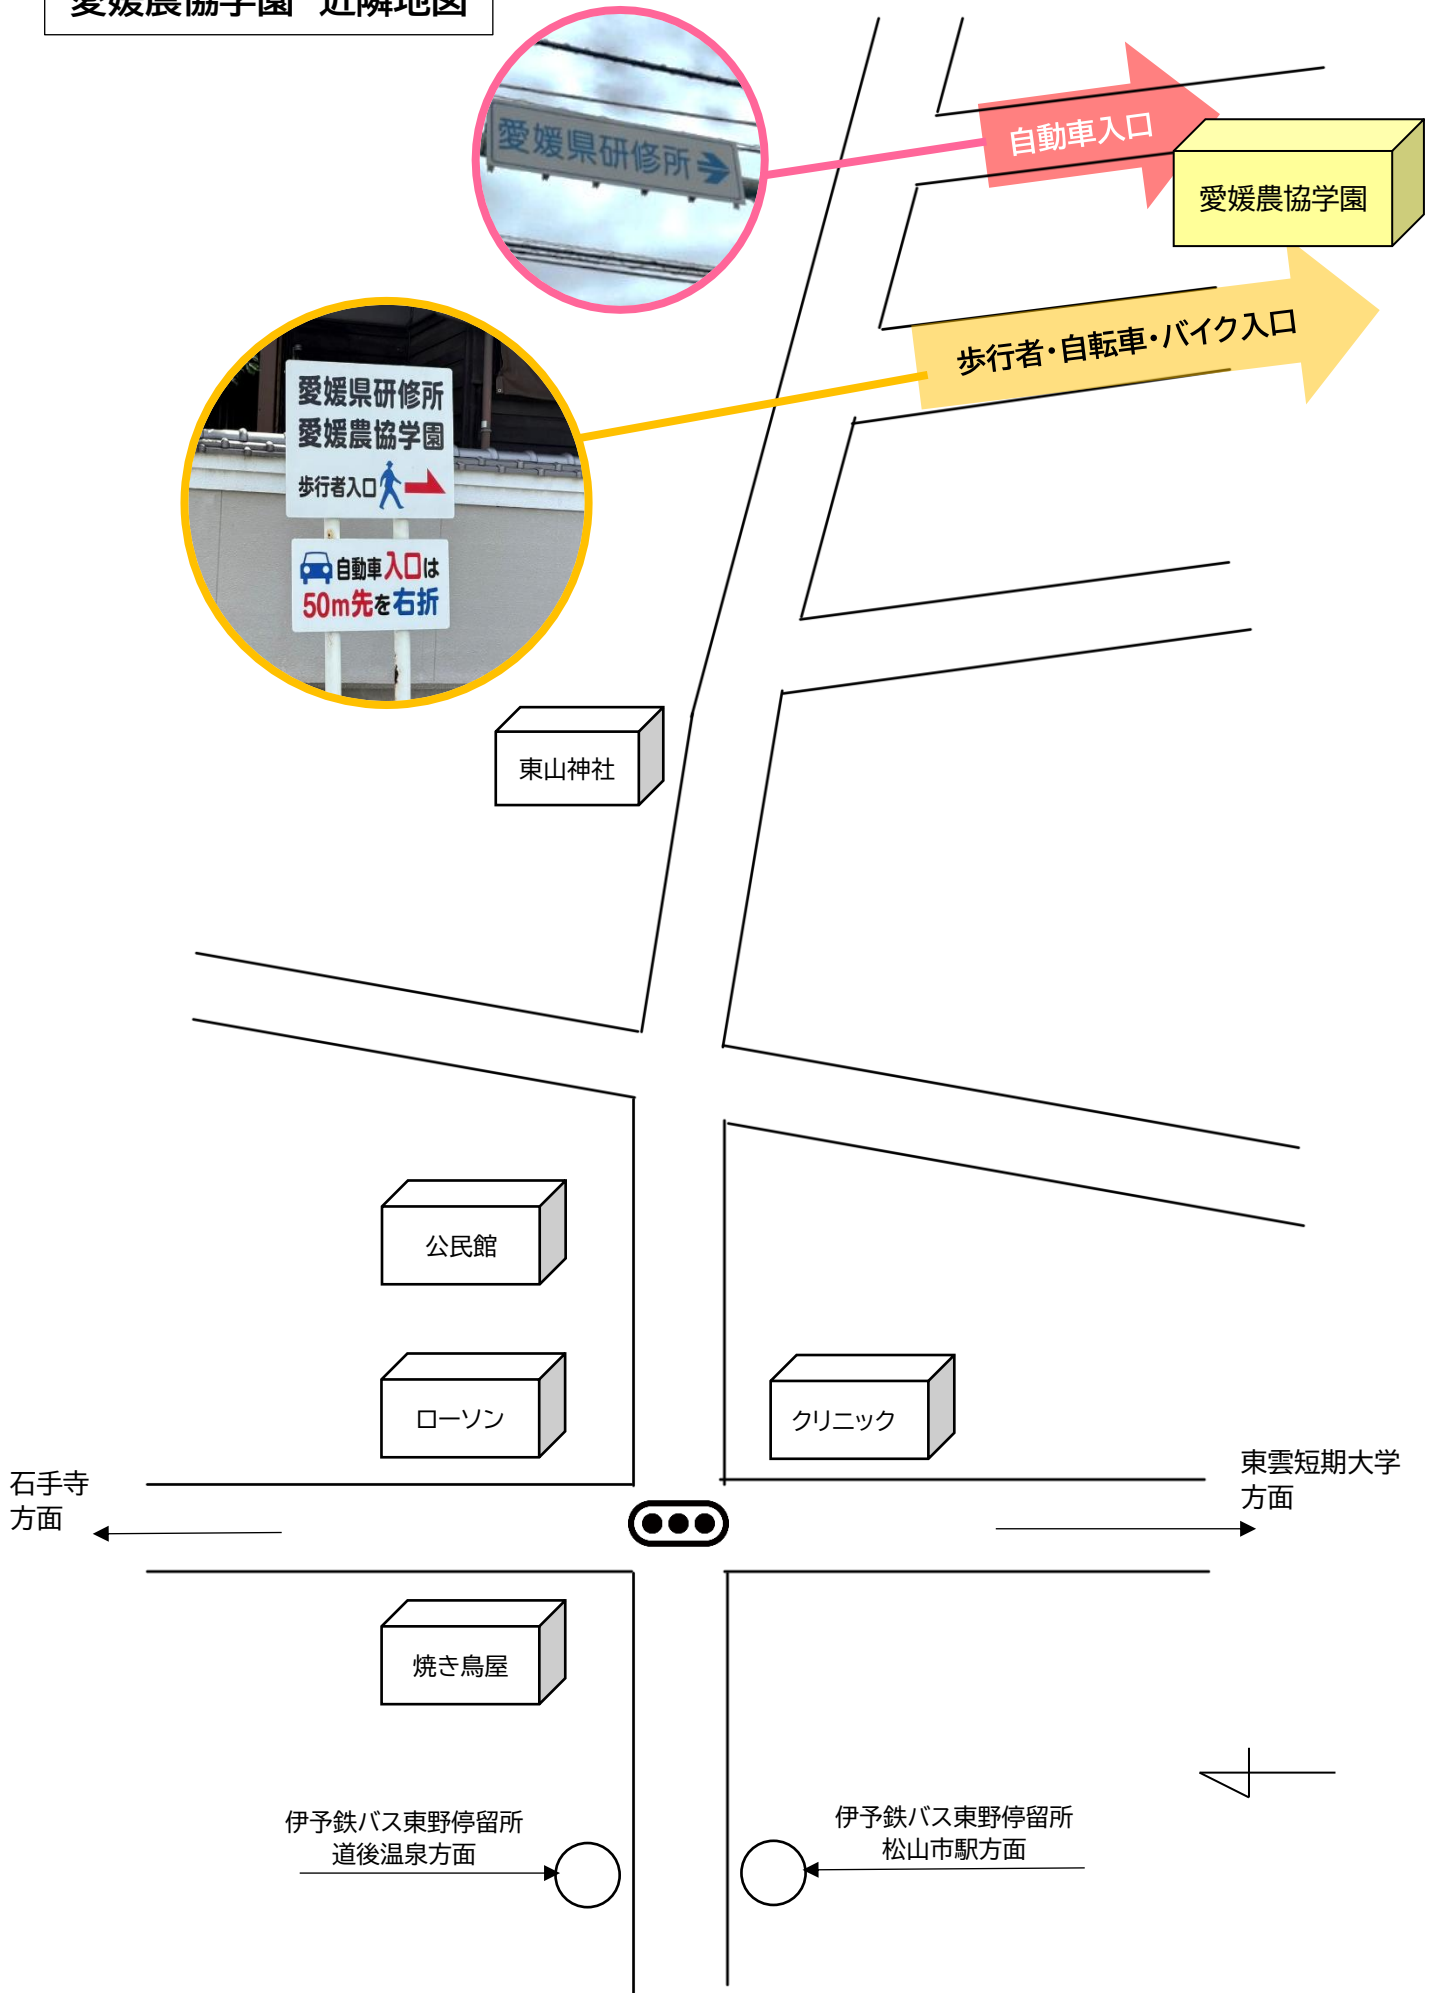 愛媛農協学園 近隣地図
愛媛県研修所
自動車入口
愛媛農協学園
歩行者・自転車・バイク入口
愛媛県研修所
愛媛農協学園
歩行者入口
自動車入口は
50m先を右折
東山神社
公民館
ローソン
クリニック
石手寺
方面
東雲短期大学
方面
焼き鳥屋
伊予鉄バス東野停留所
道後温泉方面
伊予鉄バス東野停留所
松山市駅方面